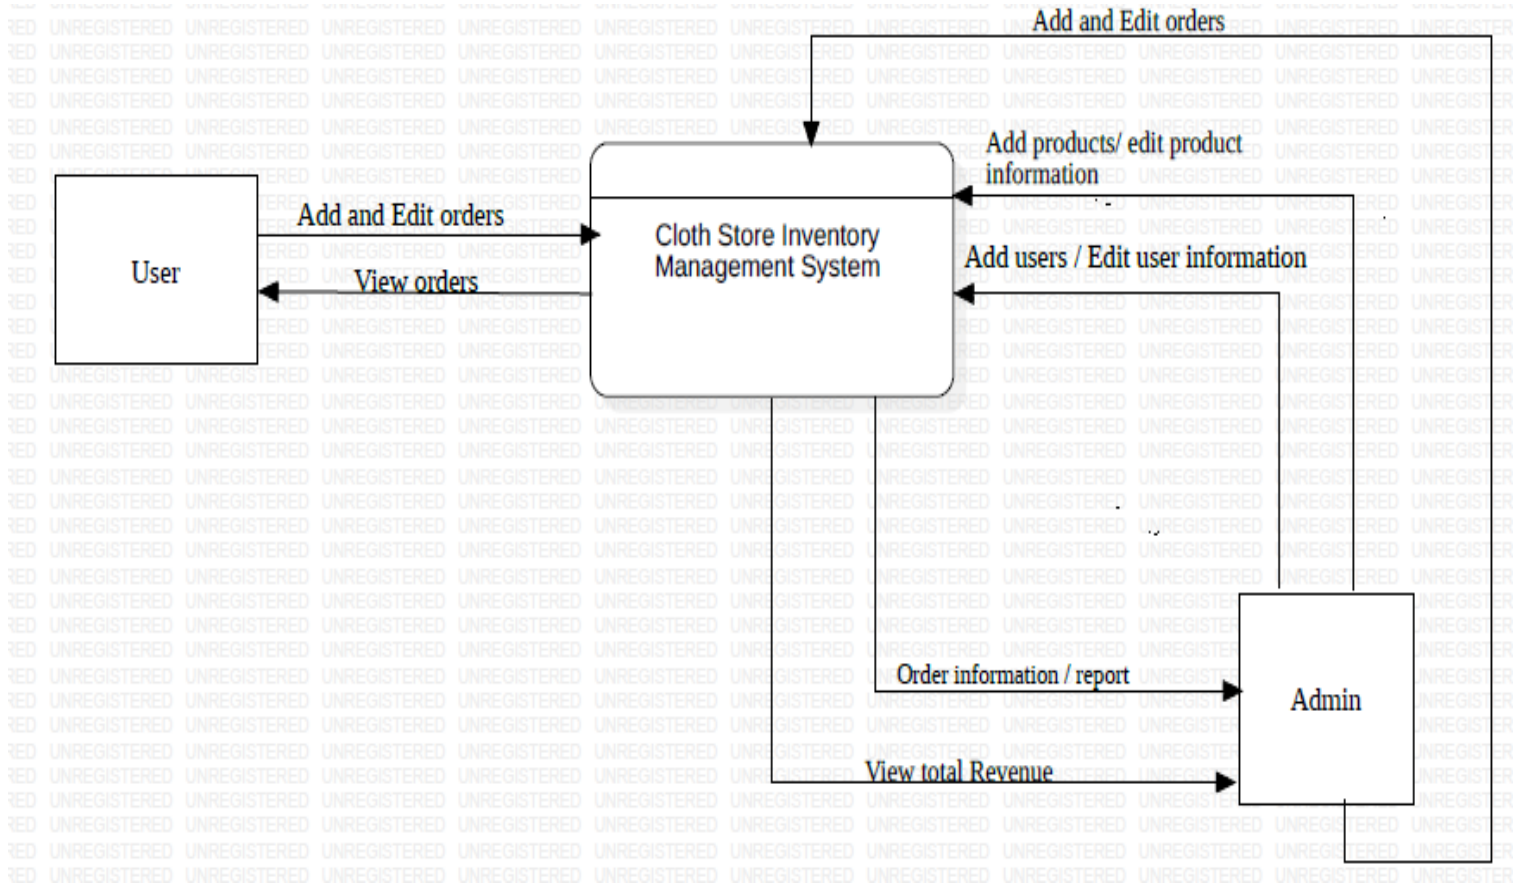 Add and Edit orders
Add products/ edit product
information
Add and Edit orders
Cloth Store Inventory
Management System
Add users / Edit user information
User
View orders
Order information / report
Admin
View total Revenue
UNREGISTERED